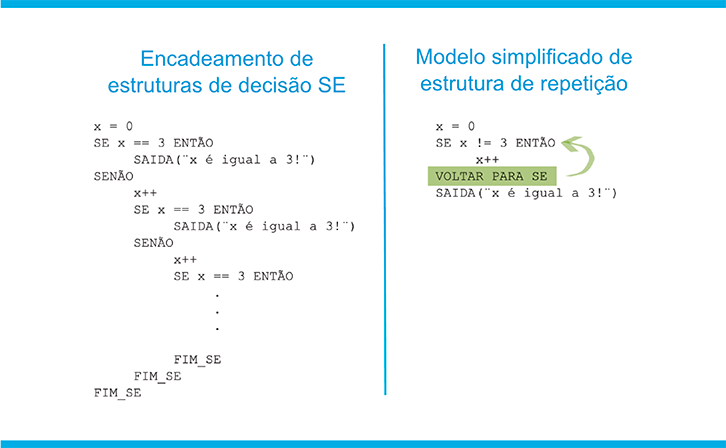 Encadeamento de
estruturas de decisão SE
x = 0
SE x == 3 ENTÃO
SAIDA(¨x é igual a 3!¨)
SENÃO
x++
SE x == 3 ENTÃO
SAIDA(¨x é igual a 3!¨)
SENÃO
x++
SE x == 3 ENTÃO
.
.
.
FIM_SE
FIM_SE
FIM_SE
Modelo simplificado de
estrutura de repetição
x = 0
SE x != 3 ENTÃO
x++
VOLTAR PARA SE
SAIDA(¨x é igual a 3!¨)